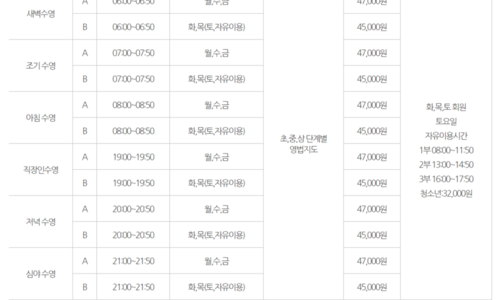 새벽수영 A 06:00~06:50 월,수,금 47,000원
B 06:00~06:50 화,목(토,자유이용) 45,000원
조기 수영 A 07:00~07:50 월,수,금 47,000원
B 07:00~07:50 화,목(토,자유이용) 45,000원
아침 수영 A 08:00~08:50 월,수,금 47,000원
B 08:00~08:50 화,목(토,자유이용) 45,000원
초,중,상 단계별
영법지도
직장인수영 A 19:00~19:50 월,수,금 47,000원
B 19:00~19:50 화,목(토,자유이용) 45,000원
저녁 수영 A 20:00~20:50 월,수,금 47,000원
B 20:00~20:50 화,목(토,자유이용) 45,000원
심야 수영 A 21:00~21:50 월,수,금 47,000원
B 21:00~21:50 화,목(토,자유이용) 45,000원
화,목,토 회원
토요일
자유이용시간
1부 08:00~11:50
2부 13:00~14:50
3부 16:00~17:50
청소년:32,000원